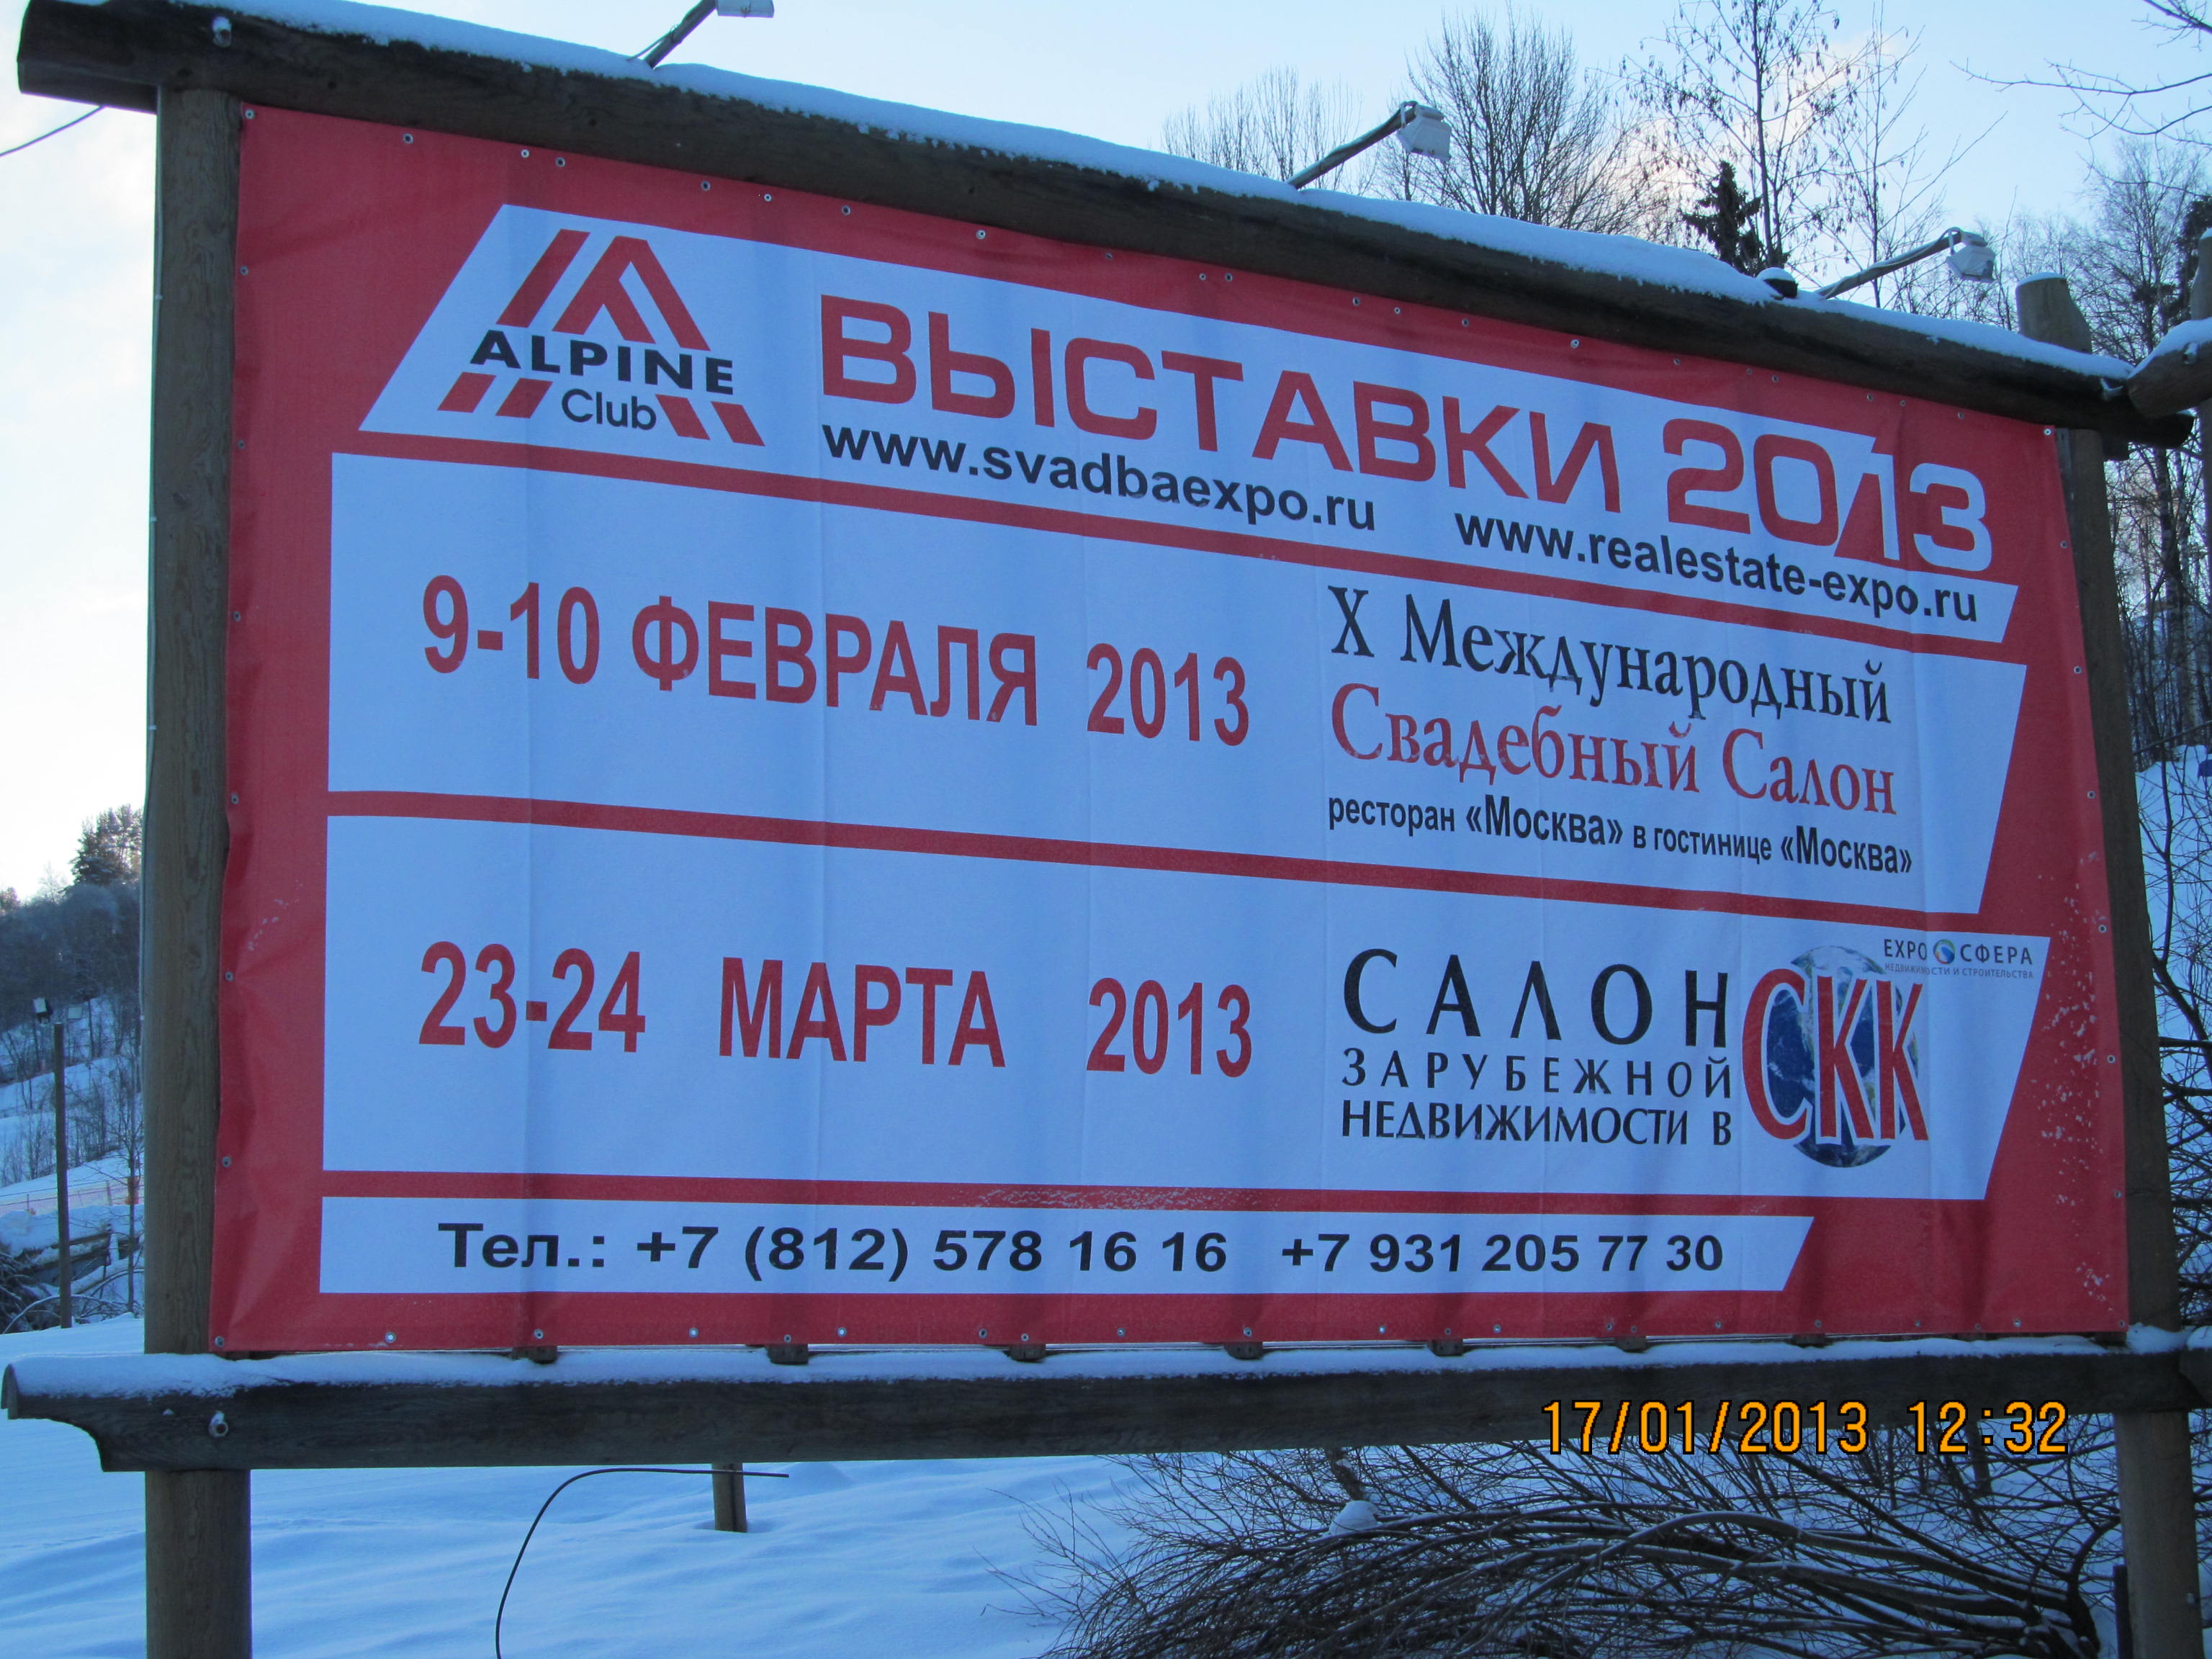 ALPINE
Club
ВЫСТАВКИ 2013
www.svadbaexpo.ru www.realestate-expo.ru
9-10 ФЕВРАЛЯ 2013
X Международный
Свадебный Салон
ресторан «Москва» в гостинице «Москва»
23-24 МАРТА 2013
САЛОН
ЗАРУБЕЖНОЙ
НЕДВИЖИМОСТИ В
СКК
EXPO СФЕРА
НЕДВИЖИМОСТИ И СТРОИТЕЛЬСТВА
Тел.: +7 (812) 578 16 16 +7 931 205 77 30
17/01/2013 12:32